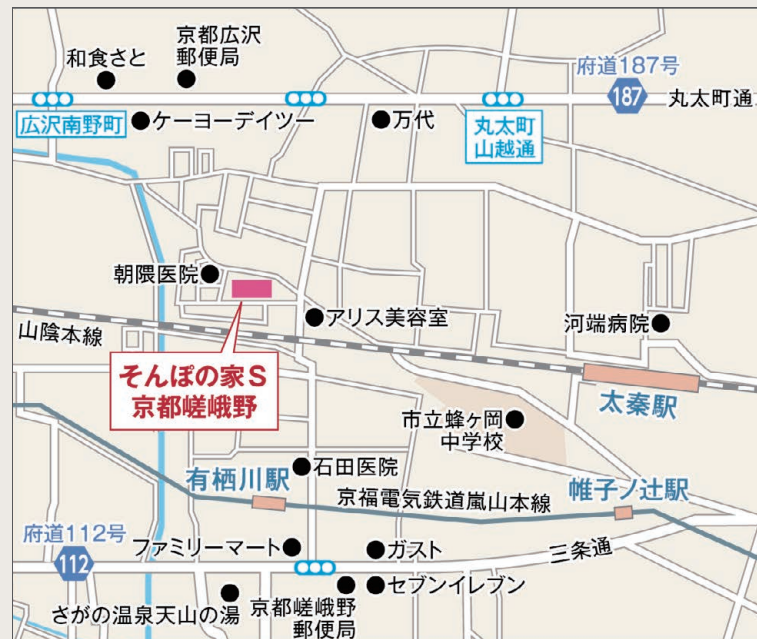 和食さと
京都広沢
郵便局
府道187号
187
丸太町通
広沢南野町
ケーヨーデイツー
万代
丸太町
山越通
朝隈医院
アリス美容室
河端病院
山陰本線
そんぽの家S
京都嵯峨野
太秦駅
市立蜂ヶ岡
中学校
有栖川駅
石田医院
京福電気鉄道嵐山本線
帷子ノ辻駅
府道112号
112
ファミリーマート
ガスト
三条通
さがの温泉天山の湯
京都嵯峨野
郵便局
セブンイレブン